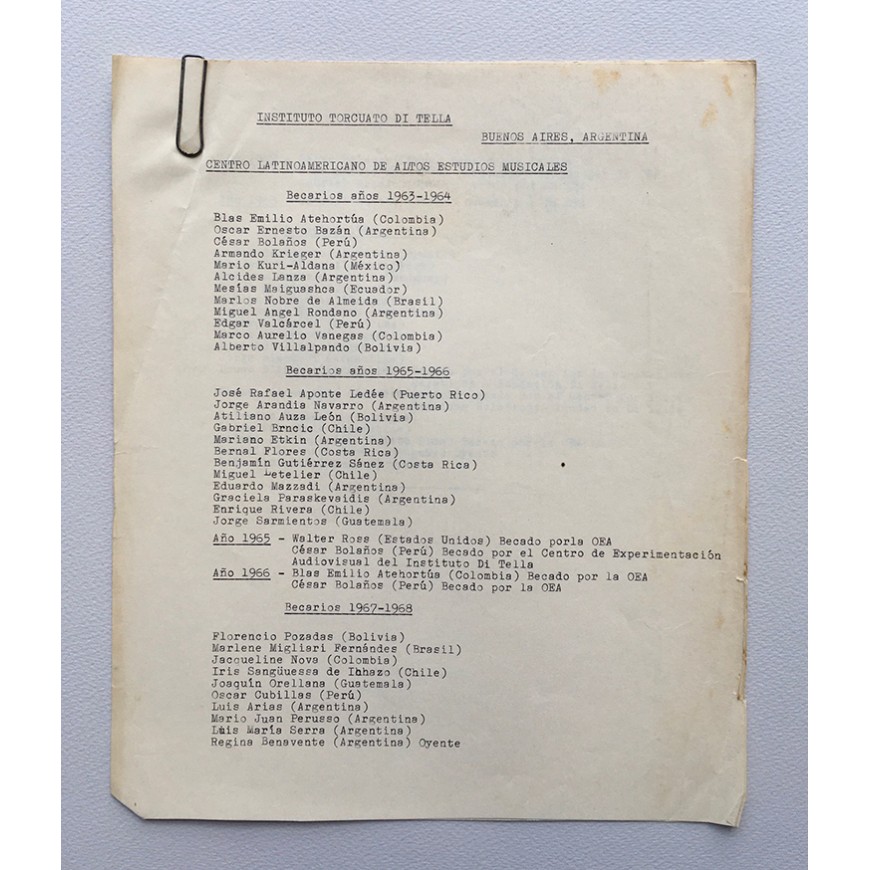 INSTITUTO TORCUATO DI TELLA
BUENOS AIRES, ARGENTINA
CENTRO LATINOAMERICANO DE ALTOS ESTUDIOS MUSICALES
Becarios años 1963-1964
Blas Emilio Atehortúa (Colombia)
Oscar Ernesto Bazán (Argentina)
César Bolaños (Perú)
Armando Krieger (Argentina)
Mario Kuri-Aldana (México)
Alcides Lanza (Argentina)
Mesías Maiguashca (Ecuador)
Marlos Nobre de Almeida (Brasil)
Miguel Angel Rondano (Argentina)
Edgar Valcárcel (Perú)
Marco Aurelio Vanegas (Colombia)
Alberto Villalpando (Bolivia)
Becarios años 1965-1966
José Rafael Aponte Ledée (Puerto Rico)
Jorge Arandia Navarro (Argentina)
Atiliano Auza León (Bolivia)
Gabriel Brncic (Chile)
Mariano Etkin (Argentina)
Bernal Flores (Costa Rica)
Benjamín Gutiérrez Sánez (Costa Rica)
Miguel Letelier (Chile)
Eduardo Mazzadi (Argentina)
Graciela Paraskevaidis (Argentina)
Enrique Rivera (Chile)
Jorge Sarmientos (Guatemala)
Año 1965 - Walter Ross (Estados Unidos) Becado porla OEA
César Bolaños (Perú) Becado por el Centro de Experimentación
Audiovisual del Instituto Di Tella
Año 1966 - Blas Emilio Atehortúa (Colombia) Becado por la OEA
César Bolaños (Perú) Becado por la OEA
Becarios 1967-1968
Florencio Pozadas (Bolivia)
Marlene Migliari Fernándes (Brasil)
Jacqueline Nova (Colombia)
Iris Sangüessa de Ihhazo (Chile)
Joaquín Orellana (Guatemala)
Oscar Cubillas (Perú)
Luis Arias (Argentina)
Mario Juan Perusso (Argentina)
Luis María Serra (Argentina)
Regina Benavente (Argentina) Oyente